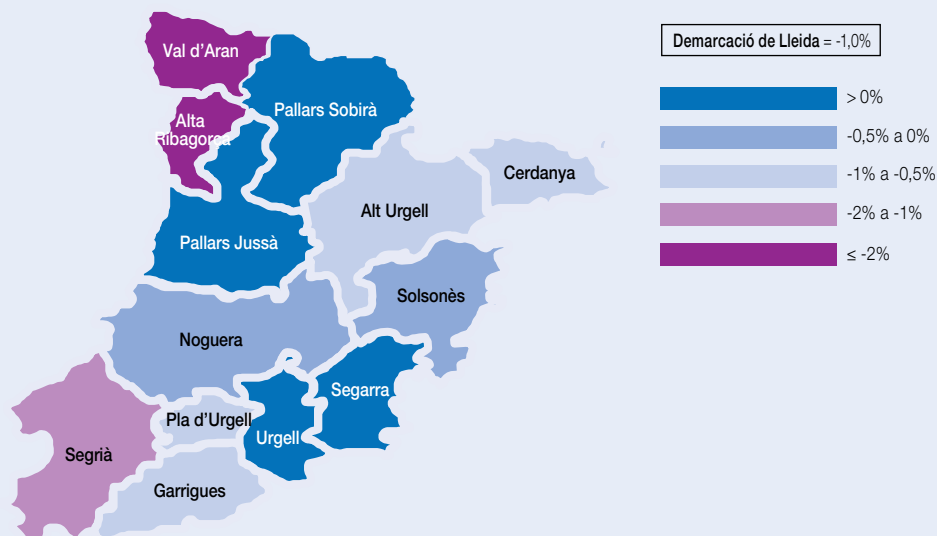 Val d'Aran
Alta
Ribagorça
Pallars Sobirà
Cerdanya
Alt Urgell
Pallars Jussà
Solsonès
Noguera
Segarra
Pla d'Urgell
Urgell
Segrià
Garrigues
Demarcació de Lleida = -1,0%
> 0%
-0,5% a 0%
-1% a -0,5%
-2% a -1%
≤ -2%